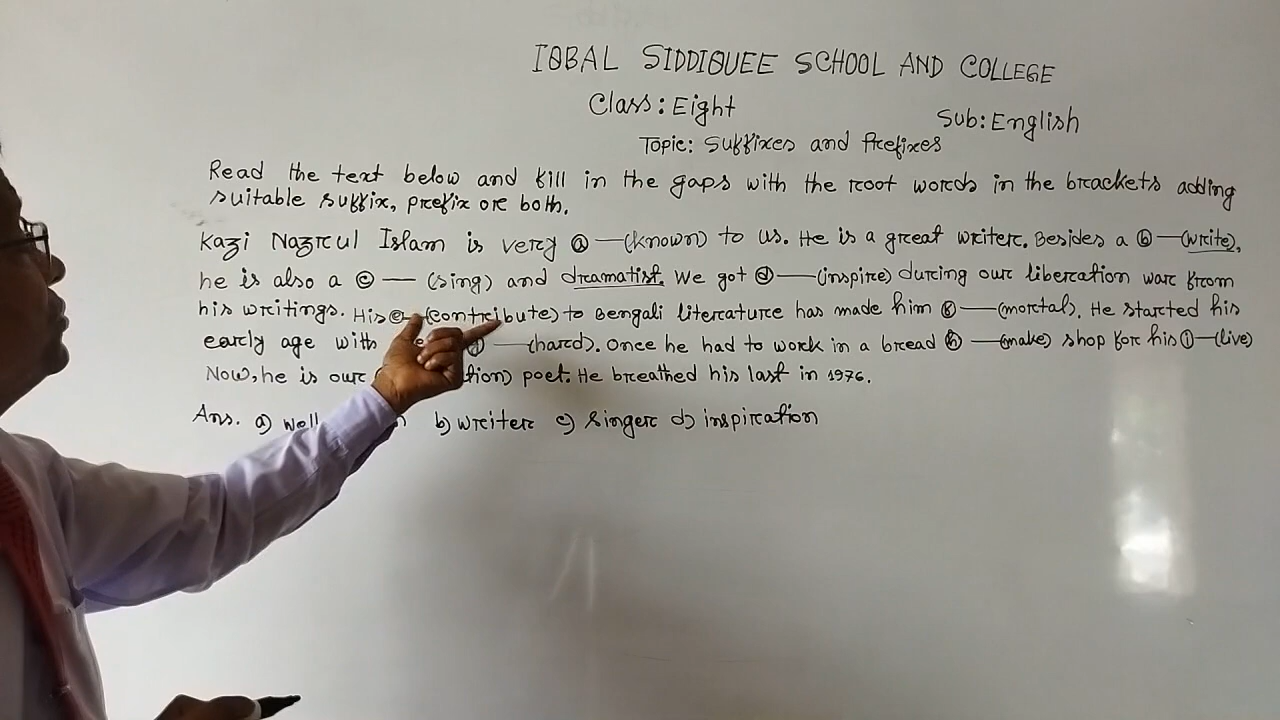 IQBAL SIDDIQUEE SCHOOL AND COLLEGE
Class: Eight Sub: English
Topic: Suffixes and Prefixes
Read the text below and fill in the gaps with the root words in the brackets adding
suitable suffix, prefix or both.
Kazi Nazrul Islam is very ⓐ —(known) to us. He is a great writer. Besides a ⓑ —(write),
he is also a ⓒ — (sing) and dramatist. We got ⓓ —(inspire) during our liberation war from
his writings. His ⓔ —(contribute) to Bengali literature has made him ⓕ —(mortal). He started his
early age with ⓖ —(hard). Once he had to work in a bread ⓗ —(make) shop for his ⓘ —(live)
Now, he is our tion) poet. He breathed his last in 1976.
Ans. a) well n b) writer c) singer d) inspiration